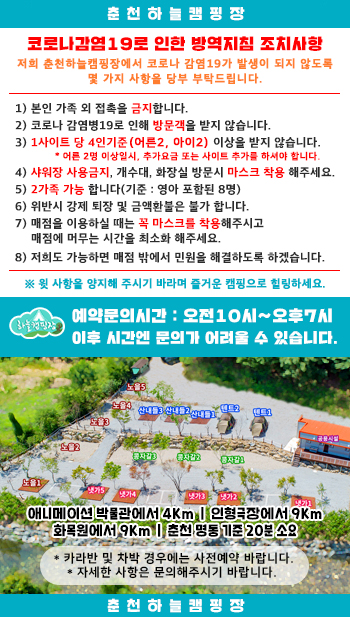 춘천하늘캠핑장
코로나감염19로 인한 방역지침 조치사항
저희 춘천하늘캠핑장에서 코로나 감염19가 발생이 되지 않도록
몇 가지 사항을 당부 부탁드립니다.
1) 본인 가족 외 접촉을 금지합니다.
2) 코로나 감염병19로 인해 방문객을 받지 않습니다.
3) 1사이트 당 4인기준(어른2, 아이2) 이상을 받지 않습니다.
* 어른 2명 이상일시, 추가요금 또는 사이트 추가를 하셔야 합니다.
4) 샤워장 사용금지, 개수대, 화장실 방문시 마스크 착용 해주세요.
5) 2가족 가능 합니다(기준 : 영아 포함된 8명)
6) 위반시 강제 퇴장 및 금액환불은 불가 합니다.
7) 매점을 이용하실 때는 꼭 마스크를 착용해주시고
매점에 머무는 시간을 최소화 해주세요.
8) 저희도 가능하면 매점 밖에서 민원을 해결하도록 하겠습니다.
※ 윗 사항을 양지해 주시기 바라며 즐거운 캠핑으로 힐링하세요.
하늘캠핑장
예약문의시간 : 오전10시~오후7시
이후 시간엔 문의가 어려울 수 있습니다.
노을5
노을4
산내들3 산내들2 산내들1 텐트2 텐트1
노을3
공용시설
노을2
콩자갈3 콩자갈2 콩자갈1
노을1
냇가5 냇가4 냇가3 냇가2 냇가1
애니메이션 박물관에서 4Km | 인형극장에서 9Km
화목원에서 9Km | 춘천 명동기준 20분 소요
* 카라반 및 차박 경우에는 사전예약 바랍니다.
* 자세한 사항은 문의해주시기 바랍니다.
춘천하늘캠핑장